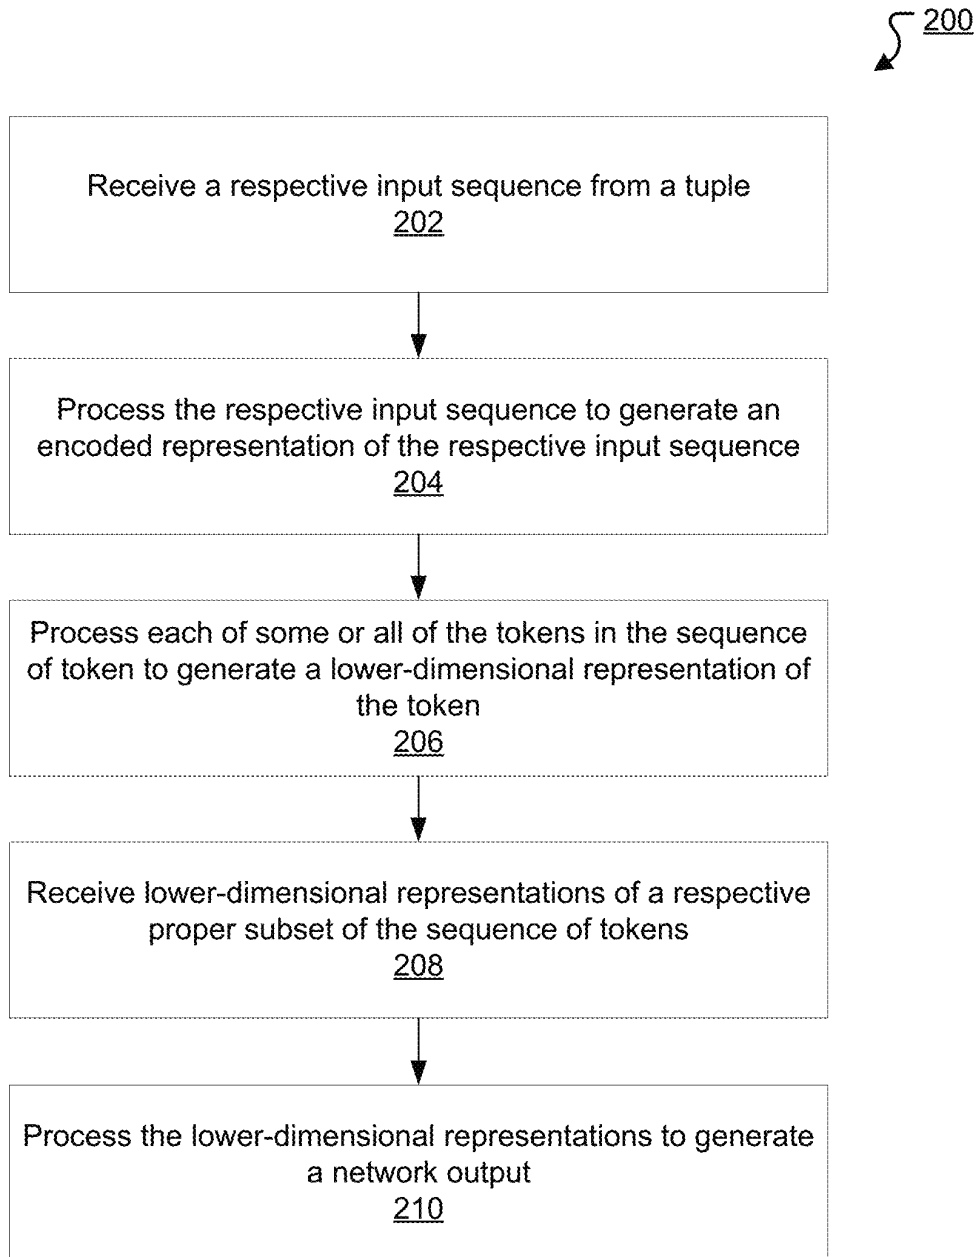 200
Receive a respective input sequence from a tuple
202
Process the respective input sequence to generate an
encoded representation of the respective input sequence
204
Process each of some or all of the tokens in the sequence
of token to generate a lower-dimensional representation of
the token
206
Receive lower-dimensional representations of a respective
proper subset of the sequence of tokens
208
Process the lower-dimensional representations to generate
a network output
210